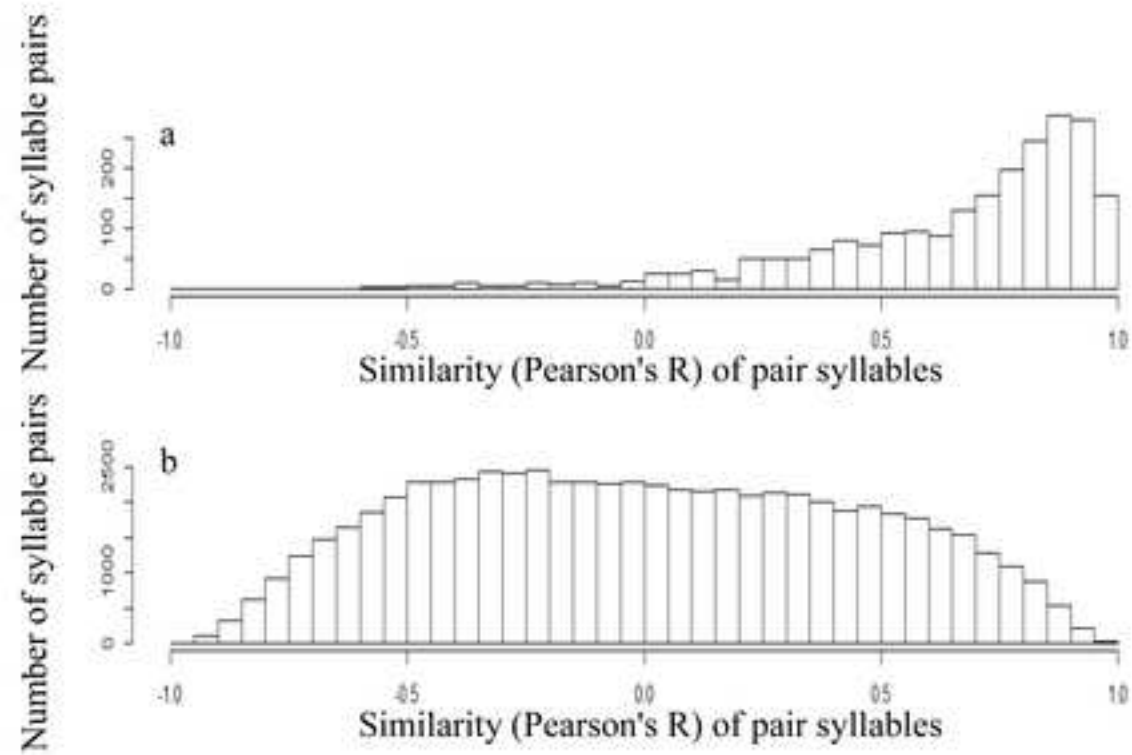 Number of syllable pairs
a
200
100
0
-1.0 -0.5 0.0 0.5 1.0
Similarity (Pearson's R) of pair syllables
Number of syllable pairs
b
2500
1000
0
-1.0 -0.5 0.0 0.5 1.0
Similarity (Pearson's R) of pair syllables